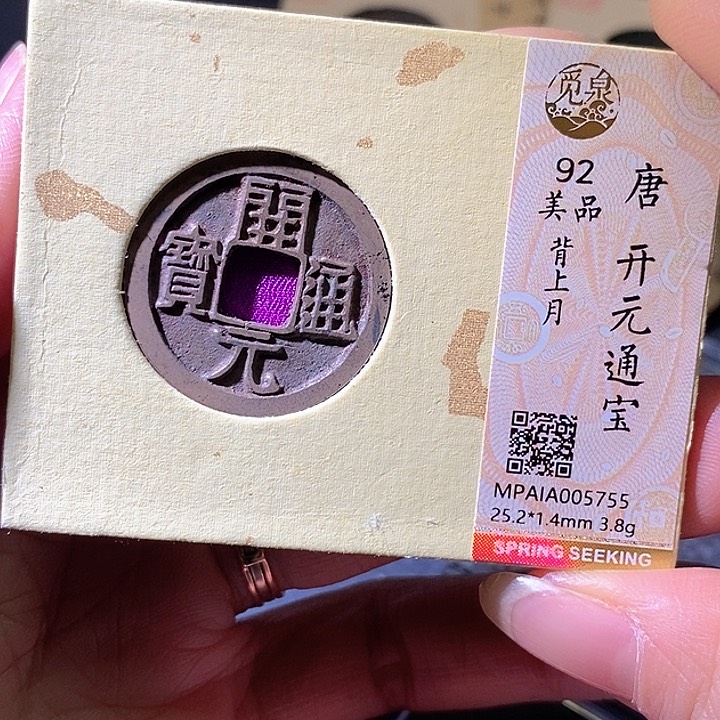 開
通
元
寶
觅泉
92
美品
背上月
唐 开元通宝
MPAIA005755
25.2*1.4mm 3.8g
SPRING SEEKING